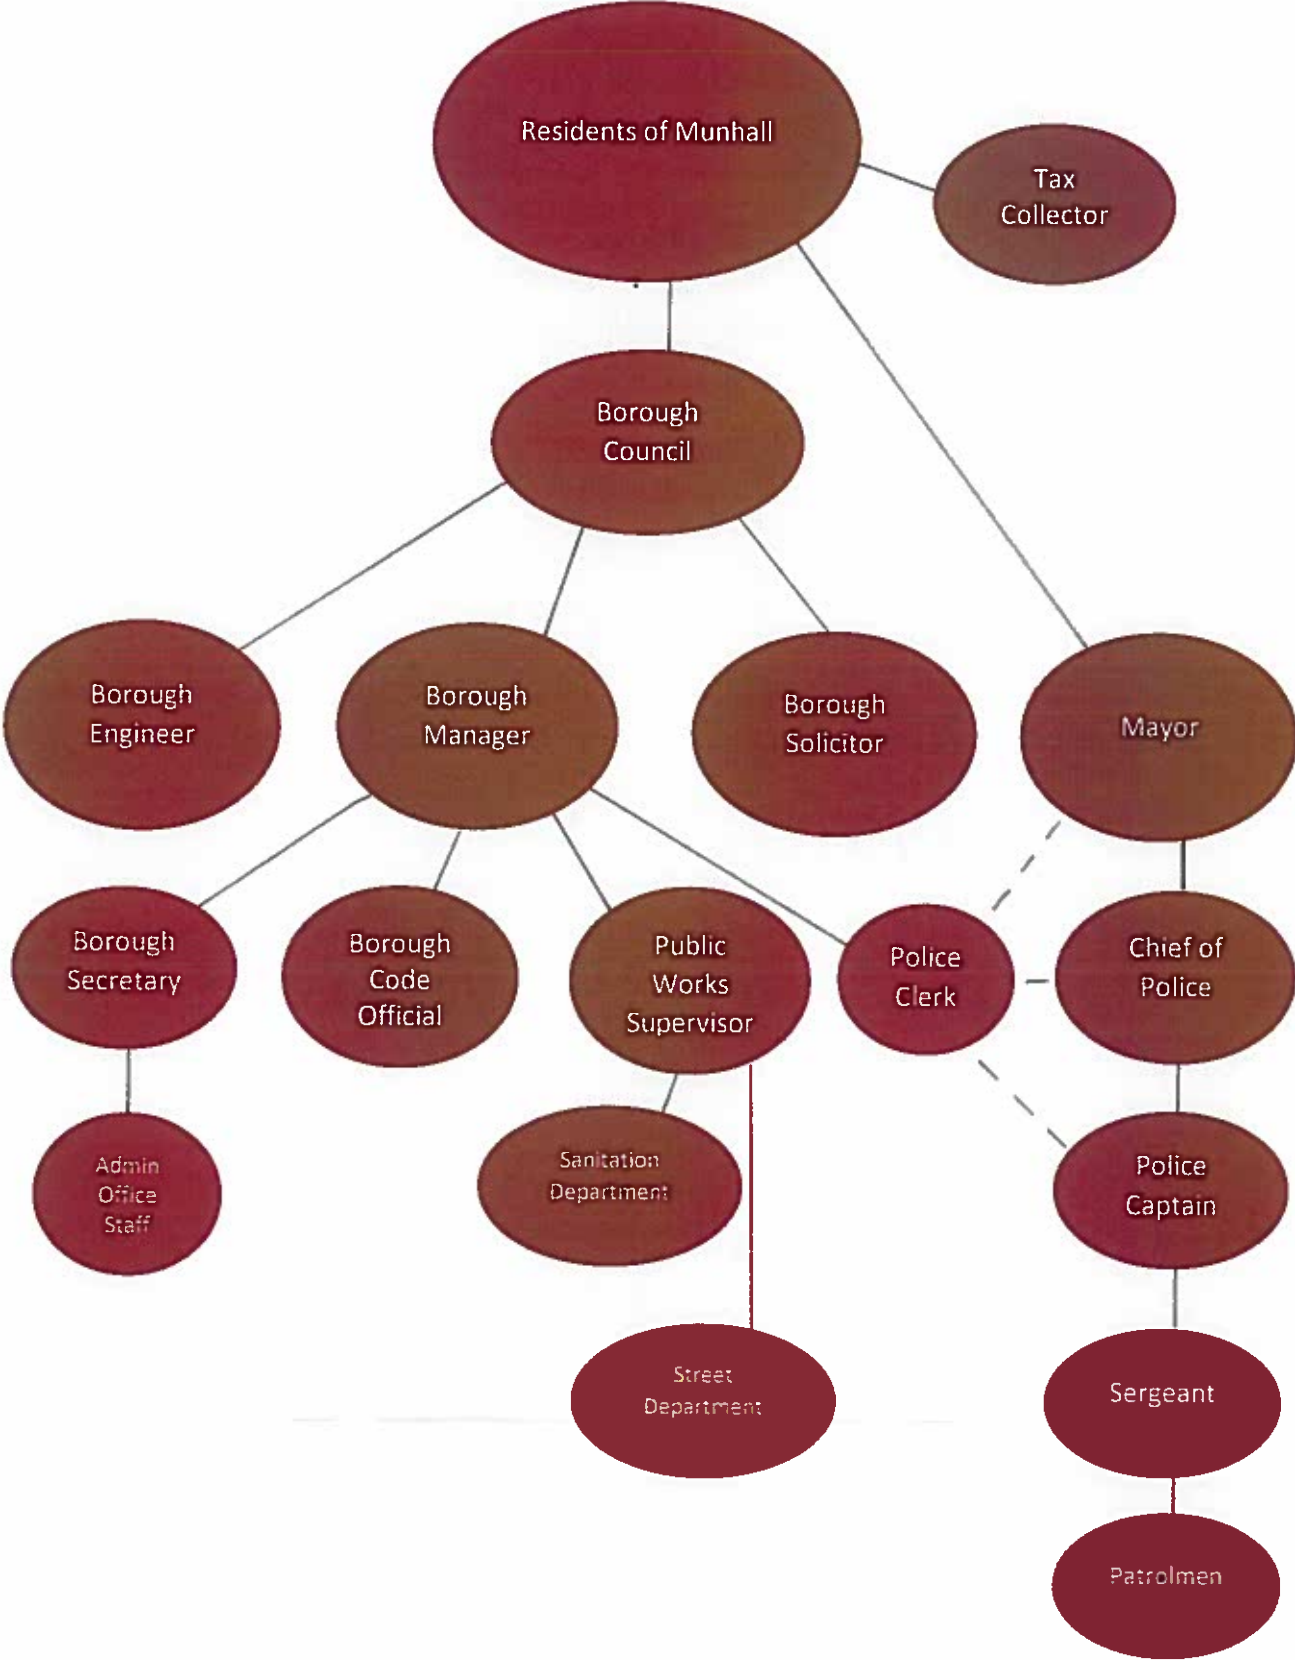 Residents of Munhall
Tax
Collector
Borough
Council
Borough
Engineer
Borough
Manager
Borough
Solicitor
Mayor
Borough
Secretary
Borough
Code
Official
Public
Works
Supervisor
Police
Clerk
Chief of
Police
Admin
Office
Staff
Sanitation
Department
Police
Captain
Street
Department
Sergeant
Patrolmen